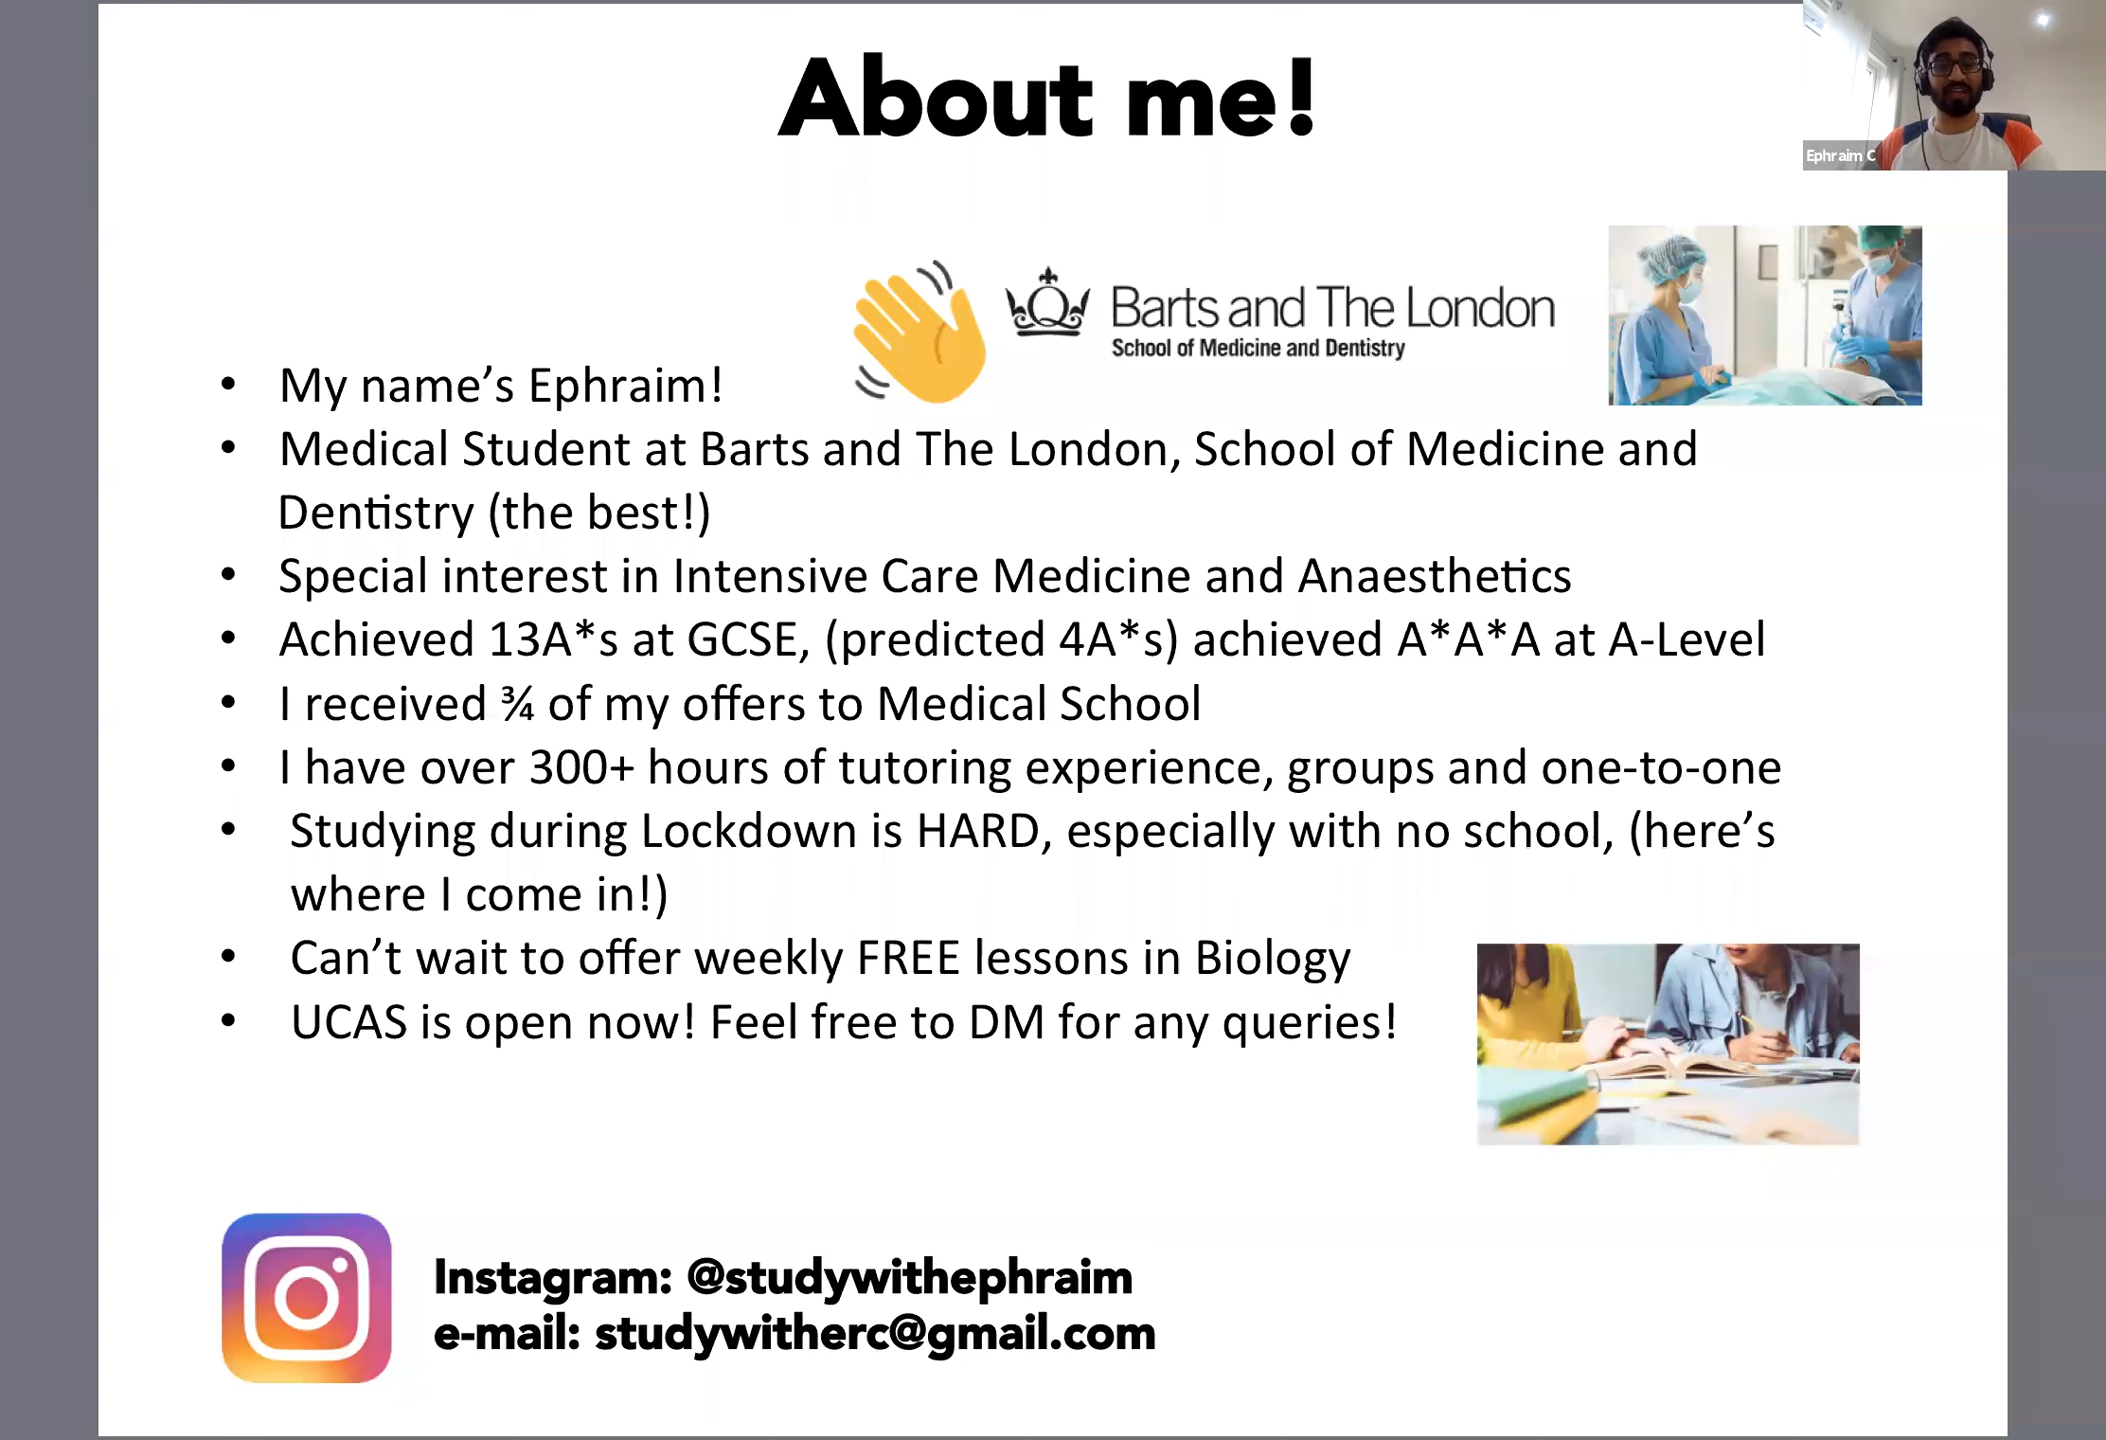 About me!
Ephraim C
Barts and The London
School of Medicine and Dentistry
• My name’s Ephraim!
• Medical Student at Barts and The London, School of Medicine and
Dentistry (the best!)
• Special interest in Intensive Care Medicine and Anaesthetics
• Achieved 13A*s at GCSE, (predicted 4A*s) achieved A*A*A at A-Level
• I received ¾ of my offers to Medical School
• I have over 300+ hours of tutoring experience, groups and one-to-one
• Studying during Lockdown is HARD, especially with no school, (here’s
where I come in!)
• Can’t wait to offer weekly FREE lessons in Biology
• UCAS is open now! Feel free to DM for any queries!
Instagram: @studywithephraim
e-mail: studywitherc@gmail.com